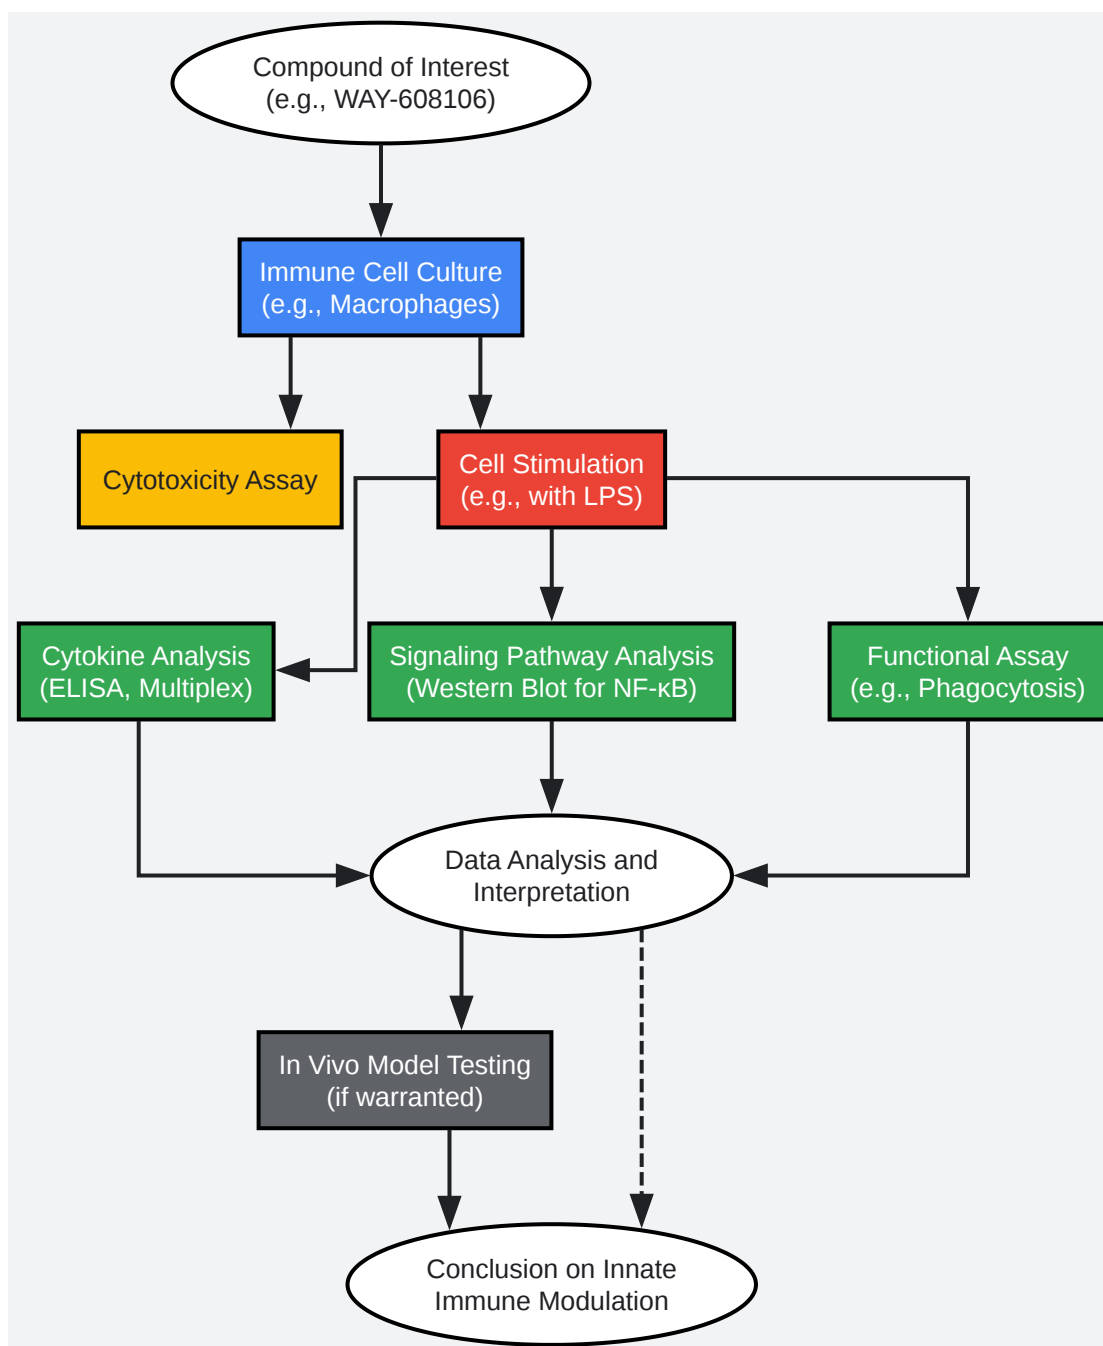 Compound of Interest
(e.g., WAY-608106)
Immune Cell Culture
(e.g., Macrophages)
Cytotoxicity Assay
Cell Stimulation
(e.g., with LPS)
Cytokine Analysis
(ELISA, Multiplex)
Signaling Pathway Analysis
(Western Blot for NF-κB)
Functional Assay
(e.g., Phagocytosis)
Data Analysis and
Interpretation
In Vivo Model Testing
(if warranted)
Conclusion on Innate
Immune Modulation